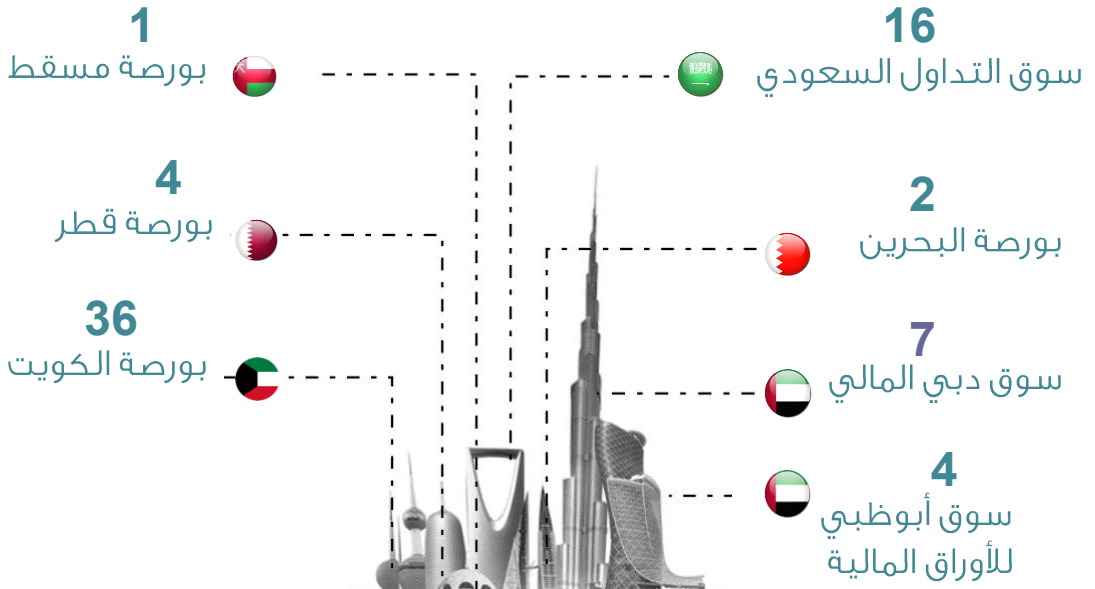 16
سوق التداول السعودي
2
بورصة البحرين
7
سوق دبي المالي
4
سوق أبوظبي
للأوراق المالية
1
بورصة مسقط
4
بورصة قطر
36
بورصة الكويت